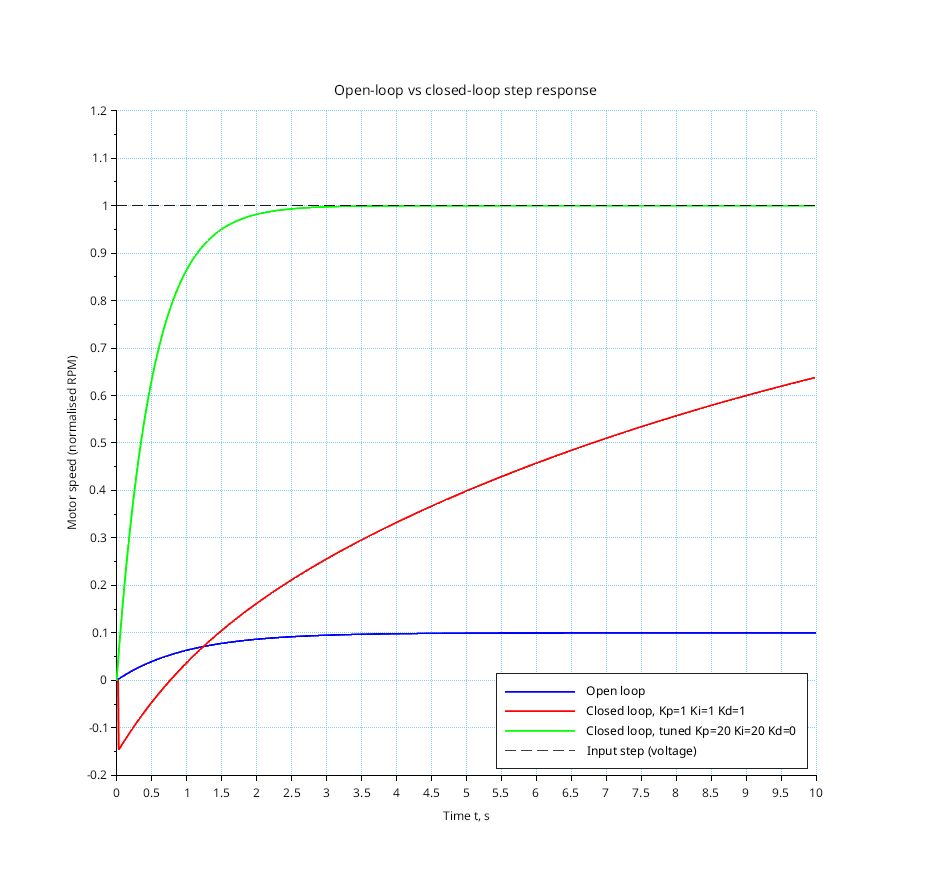 Open-loop vs closed-loop step response
Motor speed (normalised RPM)
1.2
1.1
1
0.9
0.8
0.7
0.6
0.5
0.4
0.3
0.2
0.1
0
-0.1
-0.2
Open loop
Closed loop, Kp=1 Ki=1 Kd=1
Closed loop, tuned Kp=20 Ki=20 Kd=0
Input step (voltage)
0 0.5 1 1.5 2 2.5 3 3.5 4 4.5 5 5.5 6 6.5 7 7.5 8 8.5 9 9.5 10
Time t, s